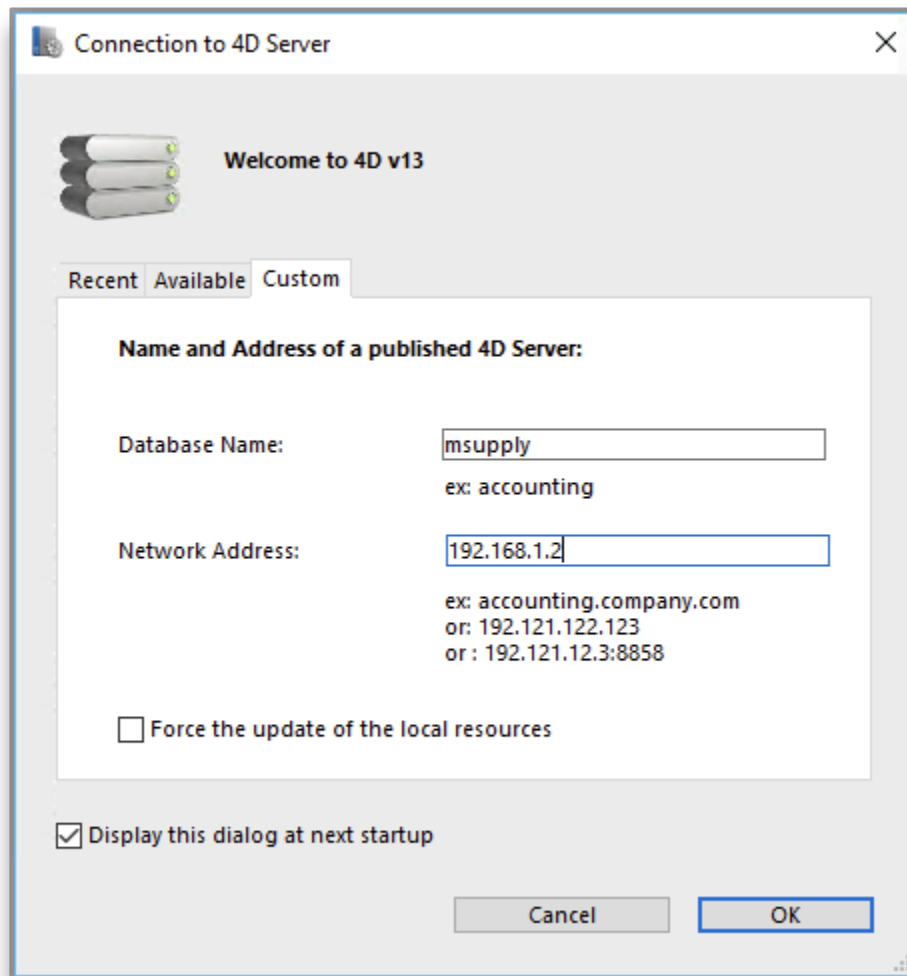 Connection to 4D Server
Welcome to 4D v13
Recent Available Custom
Name and Address of a published 4D Server:
Database Name: msupply
ex: accounting
Network Address: 192.168.1.2
ex: accounting.company.com
or: 192.121.122.123
or : 192.121.12.3:8858
Force the update of the local resources
Display this dialog at next startup
Cancel OK